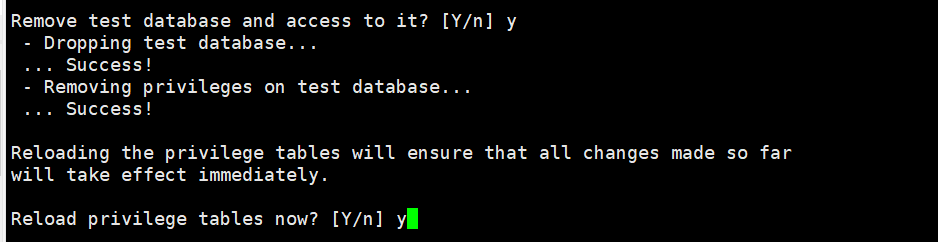 Remove test database and access to it? [Y/n] y
 - Dropping test database...
 ... Success!
 - Removing privileges on test database...
 ... Success!

Reloading the privilege tables will ensure that all changes made so far
will take effect immediately.

Reload privilege tables now? [Y/n] y